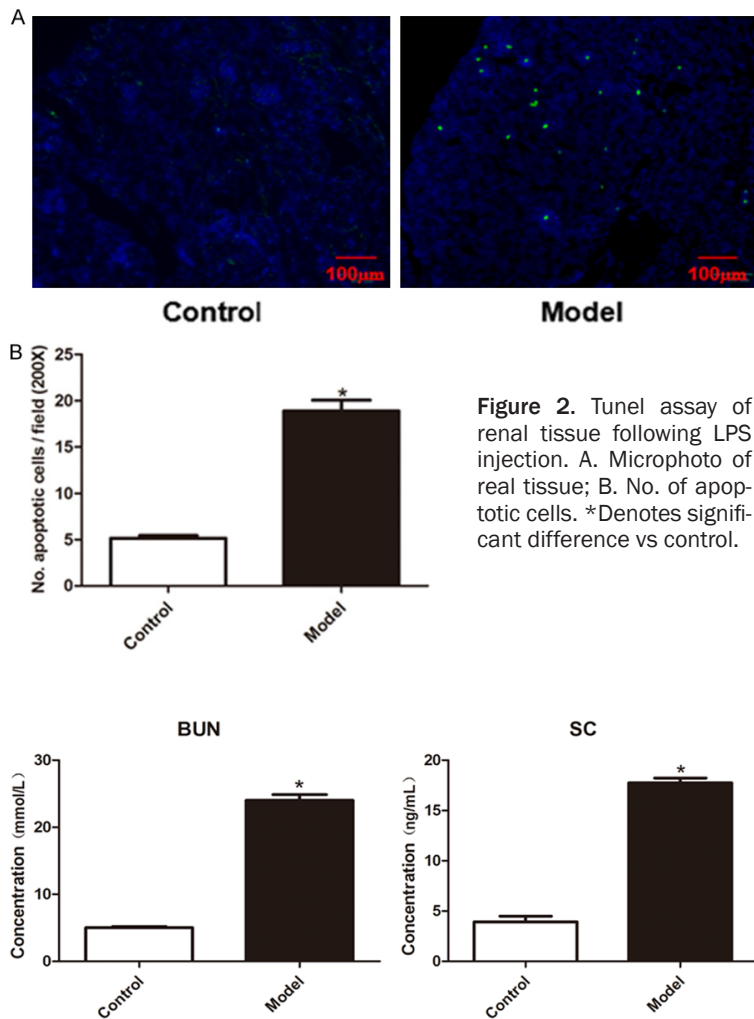 A
100μm
100μm
Control
Model
B
No. apoptotic cells / field (200X)
25
20
15
10
5
0
*
Control
Model
Figure 2. Tunel assay of
renal tissue following LPS
injection. A. Microphoto of
real tissue; B. No. of apop-
totic cells. *Denotes signifi-
cant difference vs control.
BUN
Concentration（mmol/L）
30
20
10
0
*
Control
Model
SC
Concentration（ng/mL）
20
15
10
5
0
*
Control
Model